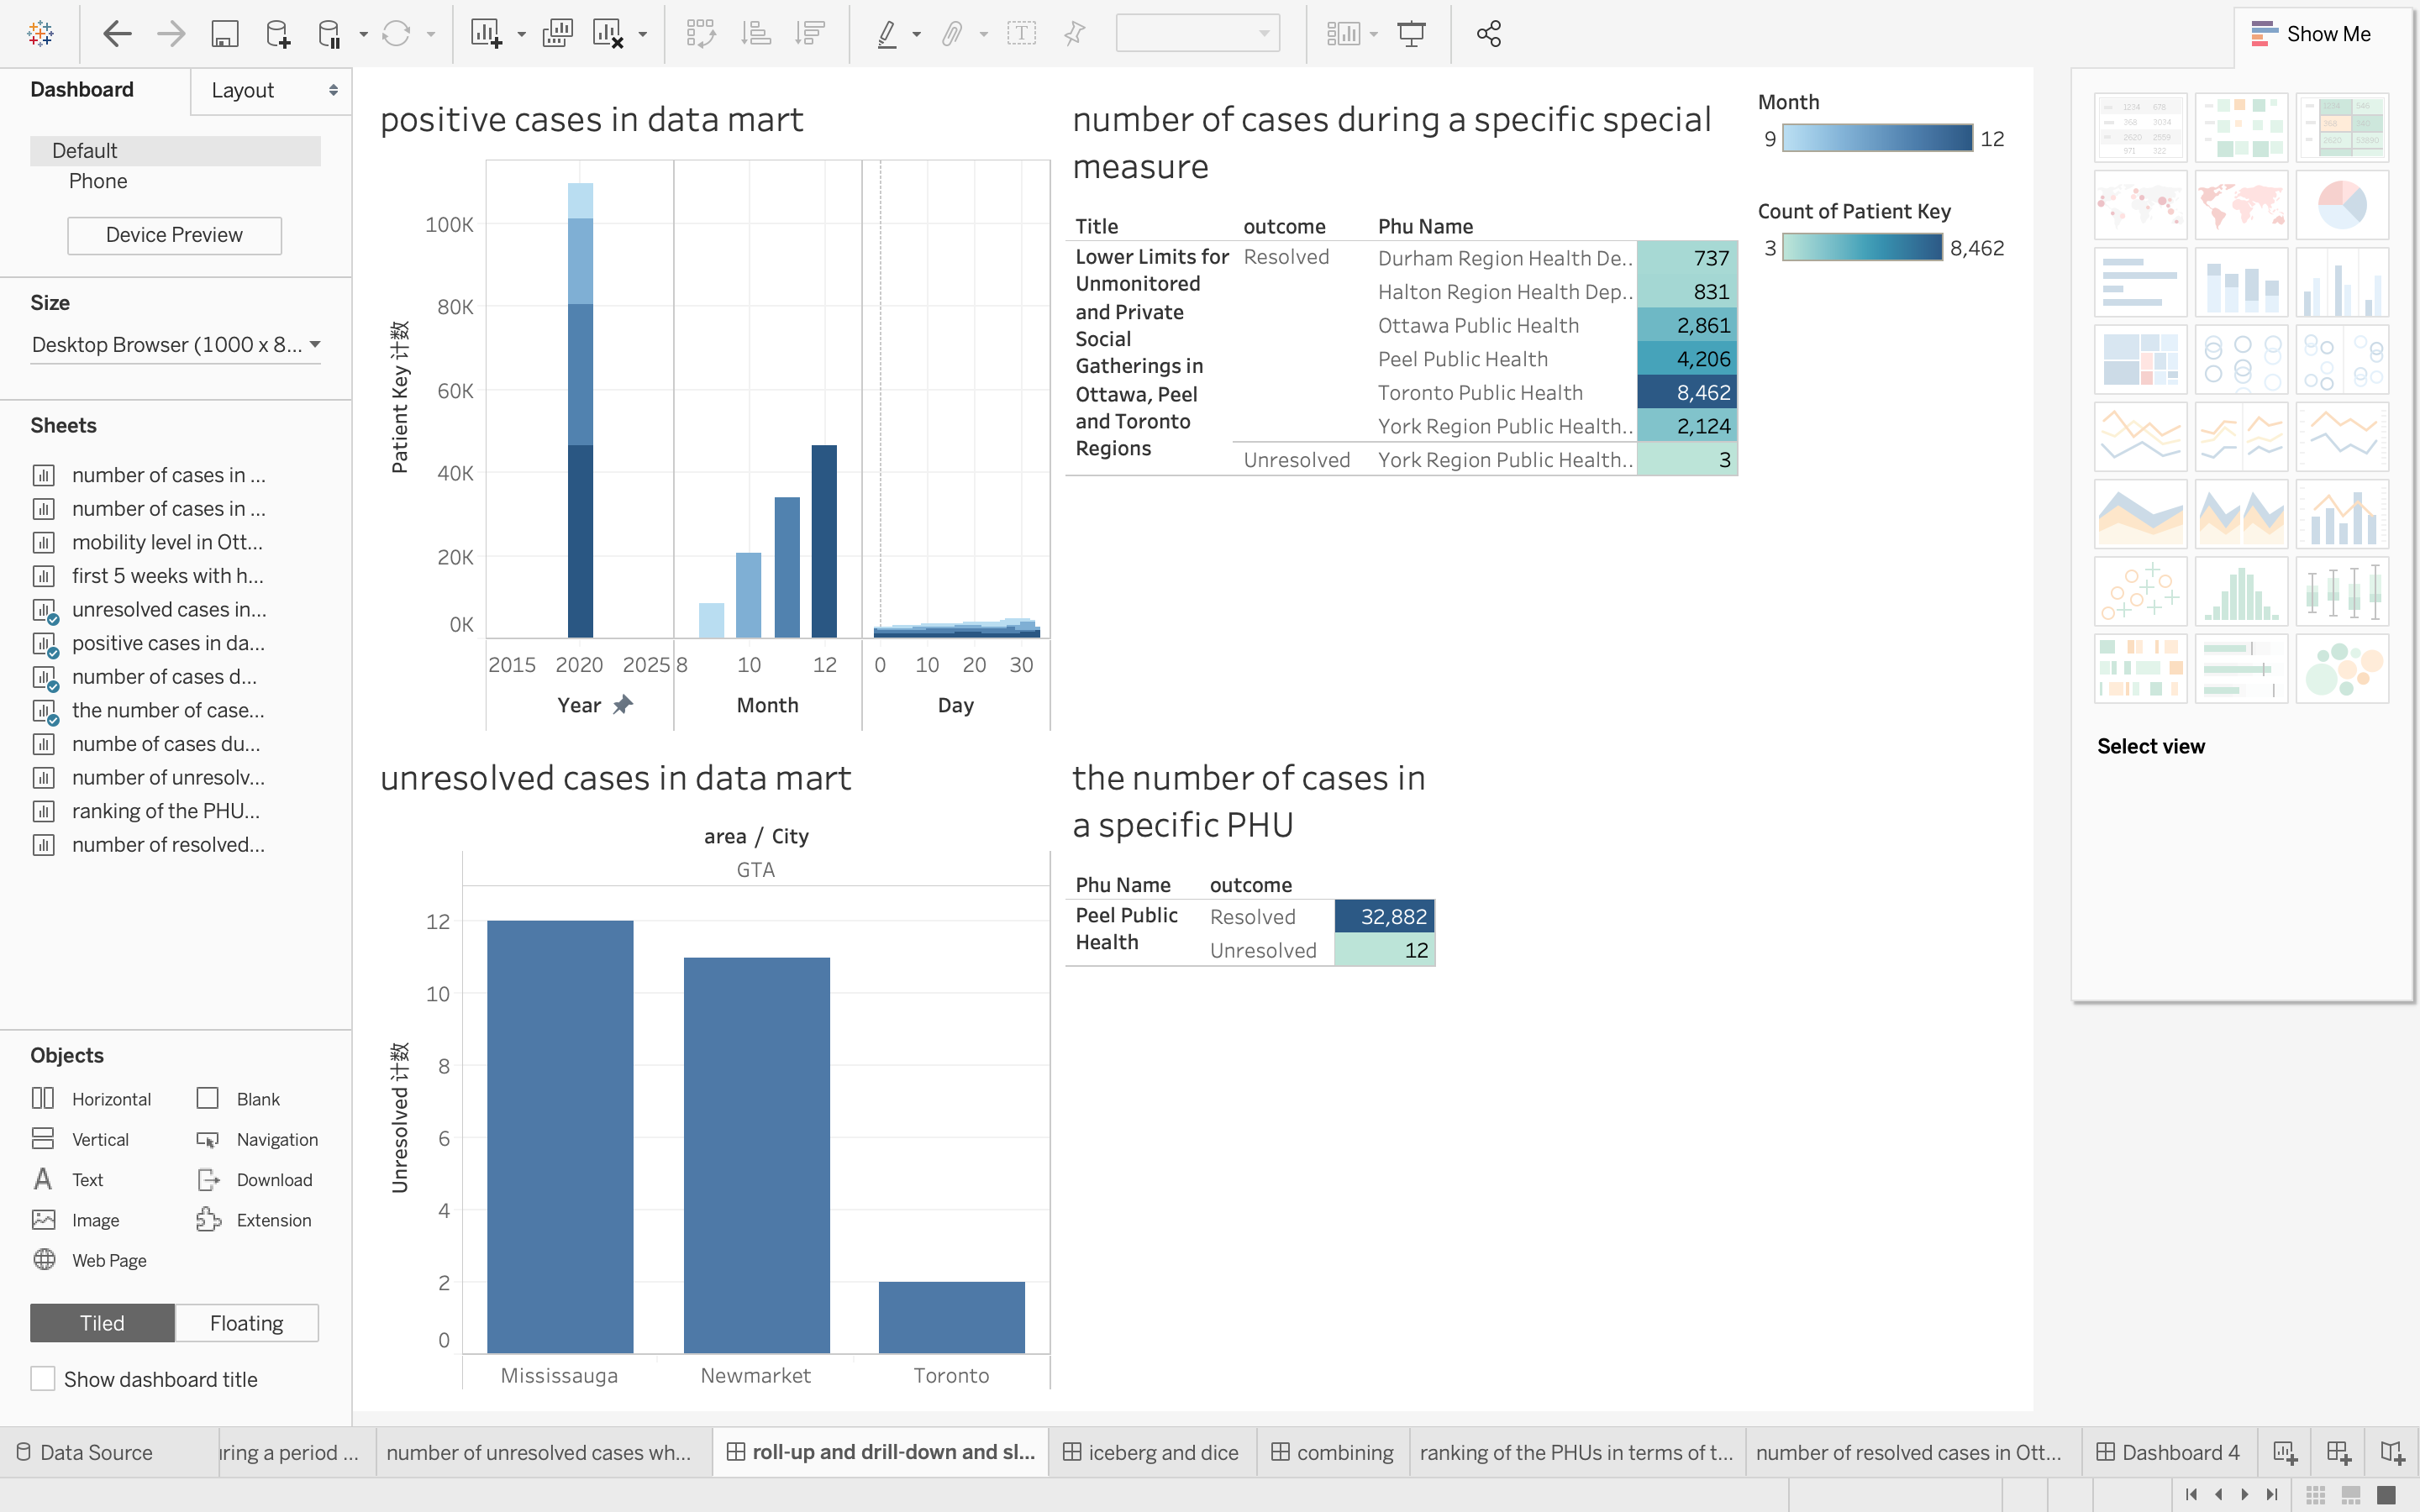 Show Me
Dashboard
Layout
Default
Phone
Device Preview
Size
Desktop Browser (1000 x 8...
Sheets
number of cases in ...
number of cases in ...
mobility level in Ott...
first 5 weeks with h...
unresolved cases in...
positive cases in da...
number of cases d...
the number of case...
numbe of cases du...
number of unresolv...
ranking of the PHU...
number of resolved...
Objects
Horizontal
Blank
Vertical
Navigation
Text
Download
Image
Extension
Web Page
Tiled
Floating
Show dashboard title
positive cases in data mart
Patient Key 计数
100K
80K
60K
40K
20K
0K
2015 2020 2025
8 10 12
0 10 20 30
Year
Month
Day
number of cases during a specific special
measure
Title outcome Phu Name
Lower Limits for
Unmonitored
and Private
Social
Gatherings in
Ottawa, Peel
and Toronto
Regions
Resolved
Durham Region Health De.. 737
Halton Region Health Dep.. 831
Ottawa Public Health 2,861
Peel Public Health 4,206
Toronto Public Health 8,462
York Region Public Health.. 2,124
Unresolved York Region Public Health.. 3
Month
9 12
Count of Patient Key
3 8,462
unresolved cases in data mart
area / City
GTA
Unresolved 计数
12
10
8
6
4
2
0
Mississauga Newmarket Toronto
the number of cases in
a specific PHU
Phu Name outcome
Peel Public
Health
Resolved 32,882
Unresolved 12
Select view
Data Source
iring a period ...
number of unresolved cases wh...
roll-up and drill-down and sl...
iceberg and dice
combining
ranking of the PHUs in terms of t...
number of resolved cases in Ott...
Dashboard 4